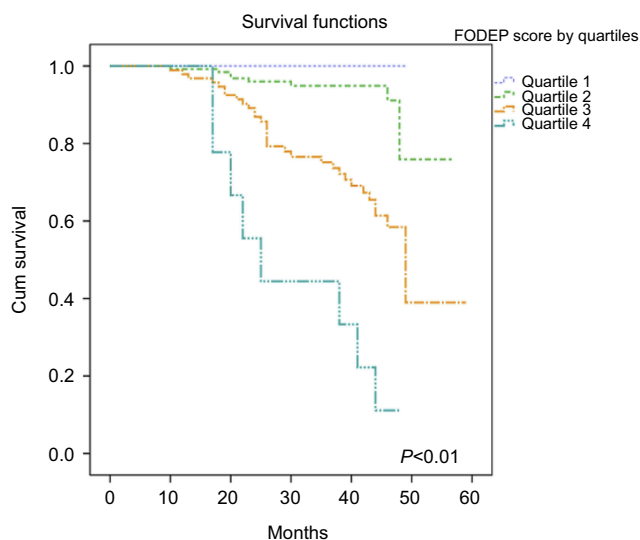 Survival functions
FODEP score by quartiles
Quartile 1
Quartile 2
Quartile 3
Quartile 4
Cum survival
1.0
0.8
0.6
0.4
0.2
0.0
P<0.01
0 10 20 30 40 50 60
Months